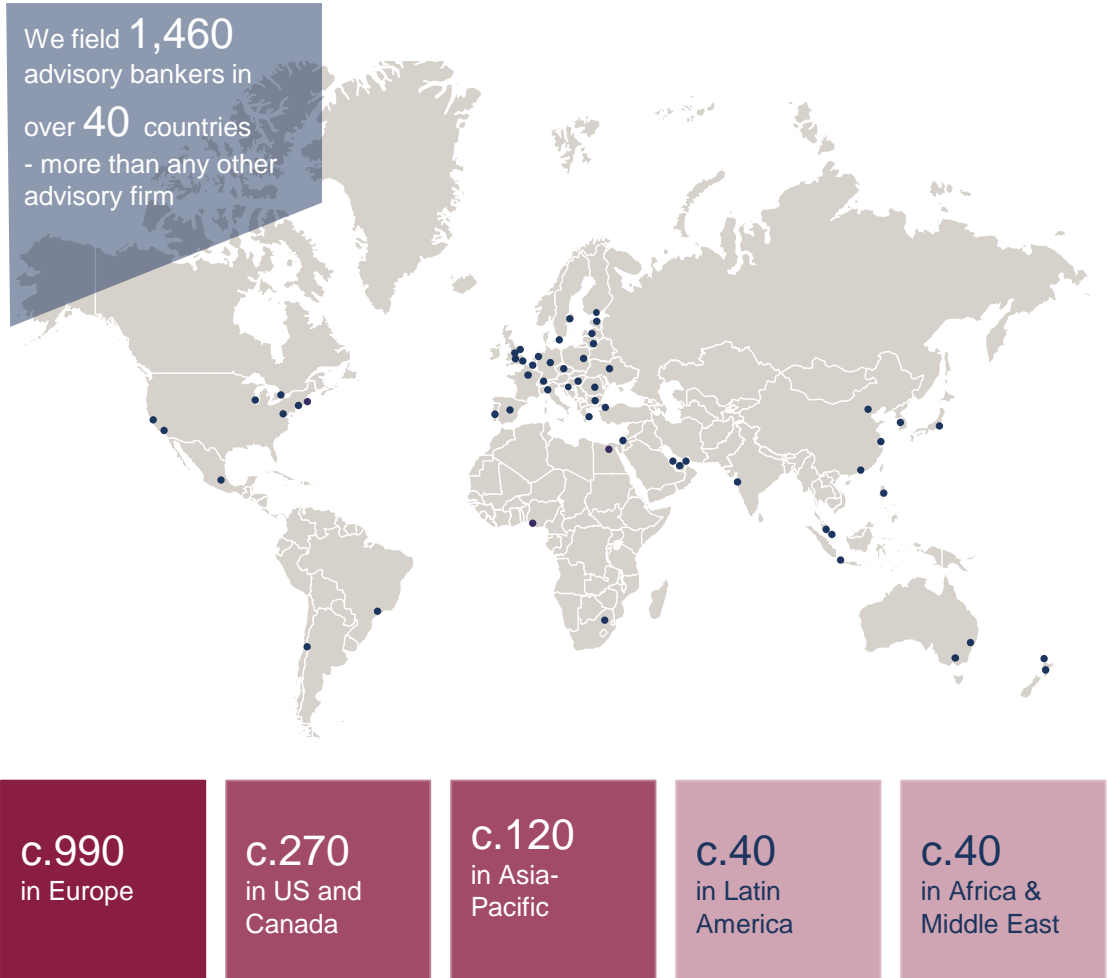 We field 1,460
advisory bankers in
over 40 countries
- more than any other
advisory firm
c.990
in Europe
c.270
in US and
Canada
c.120
in Asia-
Pacific
c.40
in Latin
America
c.40
in Africa &
Middle East